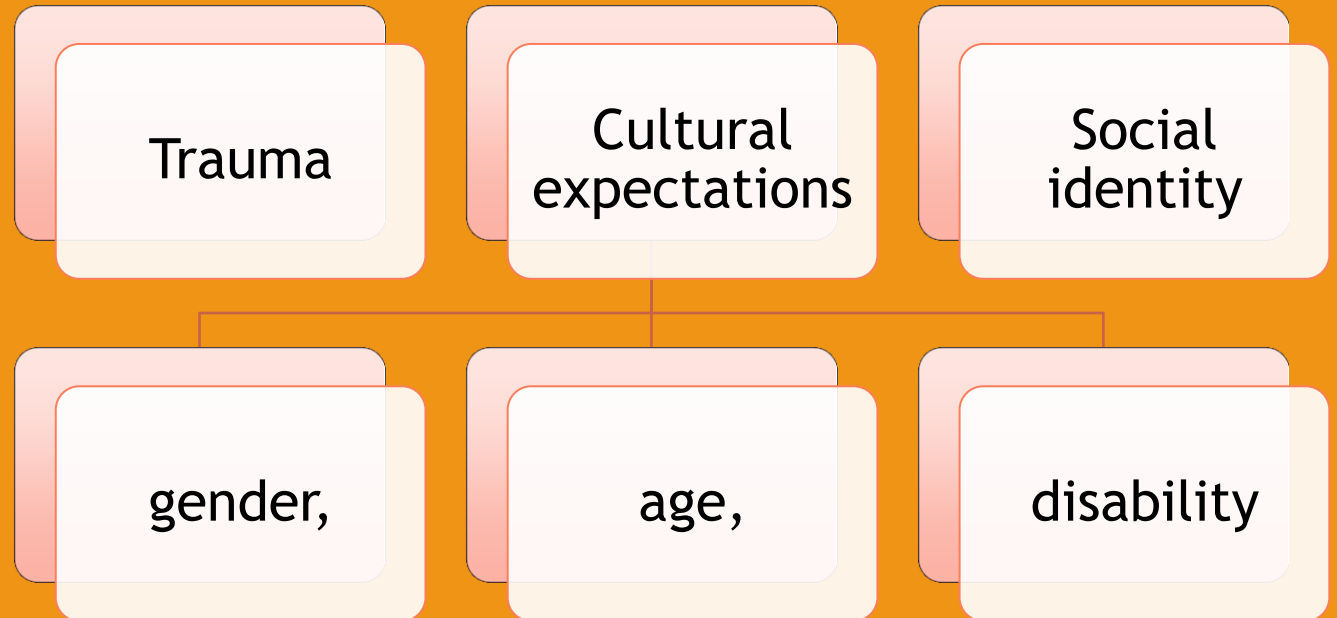 Trauma
Cultural
expectations
Social
identity
gender,
age,
disability